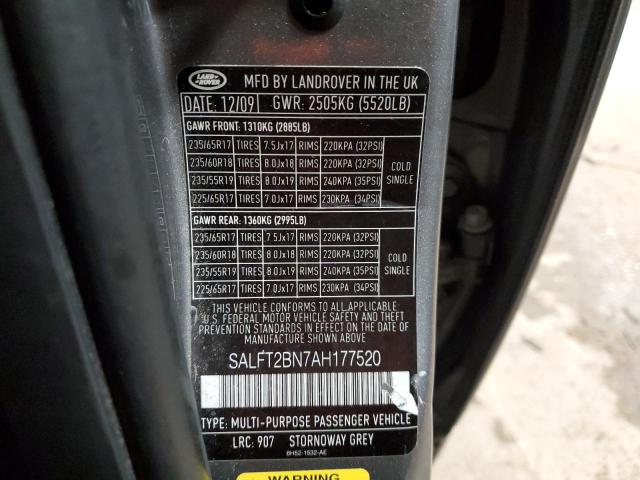 LAND ROVER
MFD BY LANDROVER IN THE UK
DATE: 12/09 GWR: 2505KG (5520LB)
GAWR FRONT: 1310KG (2885LB)
235/65R17 TIRES 7.5Jx17 RIMS 220KPA (32PSI)
235/60R18 TIRES 8.0Jx18 RIMS 220KPA (32PSI)
235/55R19 TIRES 8.0Jx19 RIMS 240KPA (35PSI)
225/65R17 TIRES 7.0Jx17 RIMS 230KPA (34PSI)
COLD
SINGLE
GAWR REAR: 1360KG (2995LB)
235/65R17 TIRES 7.5Jx17 RIMS 220KPA (32PSI)
235/60R18 TIRES 8.0Jx18 RIMS 220KPA (32PSI)
235/55R19 TIRES 8.0Jx19 RIMS 240KPA (35PSI)
225/65R17 TIRES 7.0Jx17 RIMS 230KPA (34PSI)
COLD
SINGLE
THIS VEHICLE CONFORMS TO ALL APPLICABLE:
U.S. FEDERAL MOTOR VEHICLE SAFETY AND THEFT
PREVENTION STANDARDS IN EFFECT ON THE DATE
OF MANUFACTURE SHOWN ABOVE
SALFT2BN7AH177520
TYPE: MULTI-PURPOSE PASSENGER VEHICLE
LRC: 907 STORNOWAY GREY
6H52-1532-AE
WARNING